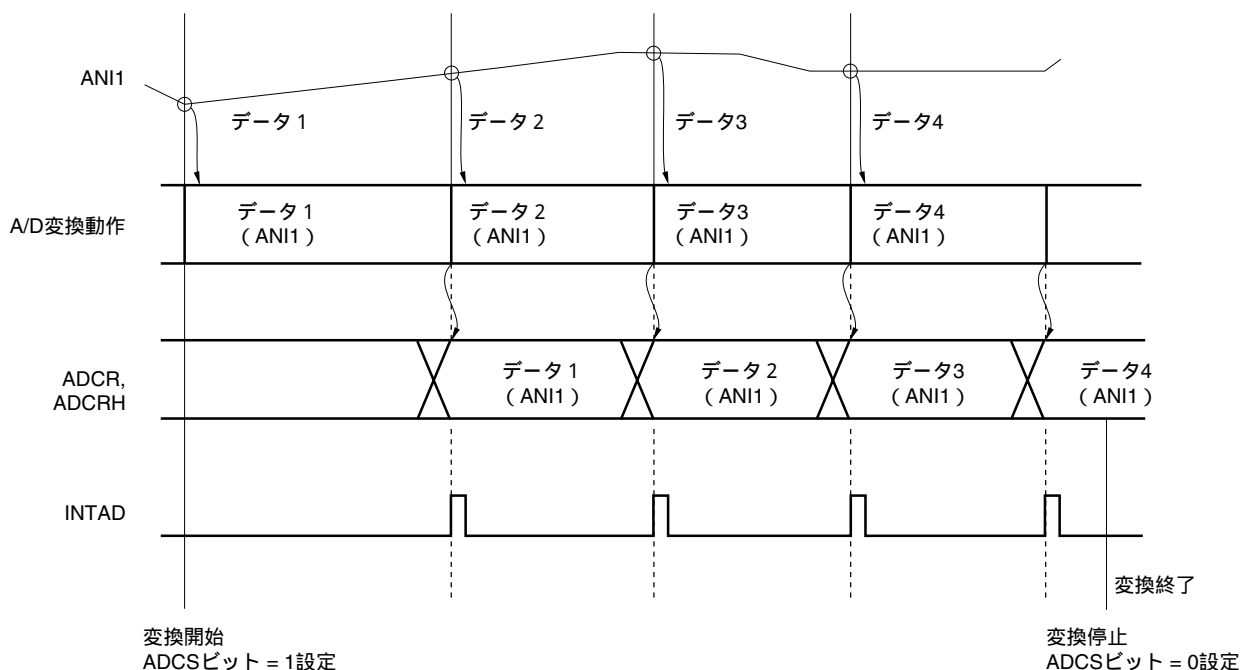 ANI1
データ1
データ2
データ3
データ4
A/D変換動作
データ1
（ANI1）
データ2
（ANI1）
データ3
（ANI1）
データ4
（ANI1）
ADCR,
ADCRH
データ1
（ANI1）
データ2
（ANI1）
データ3
（ANI1）
データ4
（ANI1）
INTAD
変換終了
変換開始
ADCSビット = 1設定
変換停止
ADCSビット = 0設定